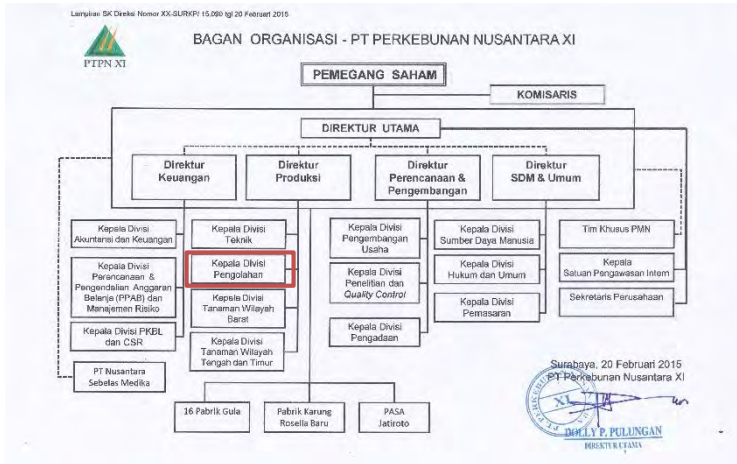 Lampiran SK Direksi Nomor XX-SURKP/ 15.090 tgl 20 Februari 2015
PTPN XI
BAGAN ORGANISASI - PT PERKEBUNAN NUSANTARA XI
PEMEGANG SAHAM
KOMISARIS
DIREKTUR UTAMA
Direktur
Keuangan
Direktur
Produksi
Direktur
Perencanaan &
Pengembangan
Direktur
SDM & Umum
Kepala Divisi
Akuntansi dan Keuangan
Kepala Divisi
Perencanaan &
Pengendalian Anggaran
Belanja (PPAB) dan
Manajemen Risiko
Kepala Divisi PKBL
dan CSR
PT Nusantara
Sebelas Medika
Kepala Divisi
Teknik
Kepala Divisi
Pengolahan
Kepala Divisi
Tanaman Wilayah
Barat
Kepala Divisi
Tanaman Wilayah
Tengah dan Timur
Kepala Divisi
Pengembangan
Usaha
Kepala Divisi
Penelitian dan
Quality Control
Kepala Divisi
Pengadaan
Kepala Divisi
Sumber Daya Manusia
Kepala Divisi
Hukum dan Umum
Kepala Divisi
Pemasaran
Tim Khusus PMN
Kepala
Satuan Pengawasan Intern
Sekretaris Perusahaan
16 Pabrik Gula
Pabrik Karung
Rosella Baru
PASA
Jatiroto
Surabaya, 20 Februari 2015
PT Perkebunan Nusantara XI
XI
DOLLY P. PULUNGAN
DIREKTUR UTAMA